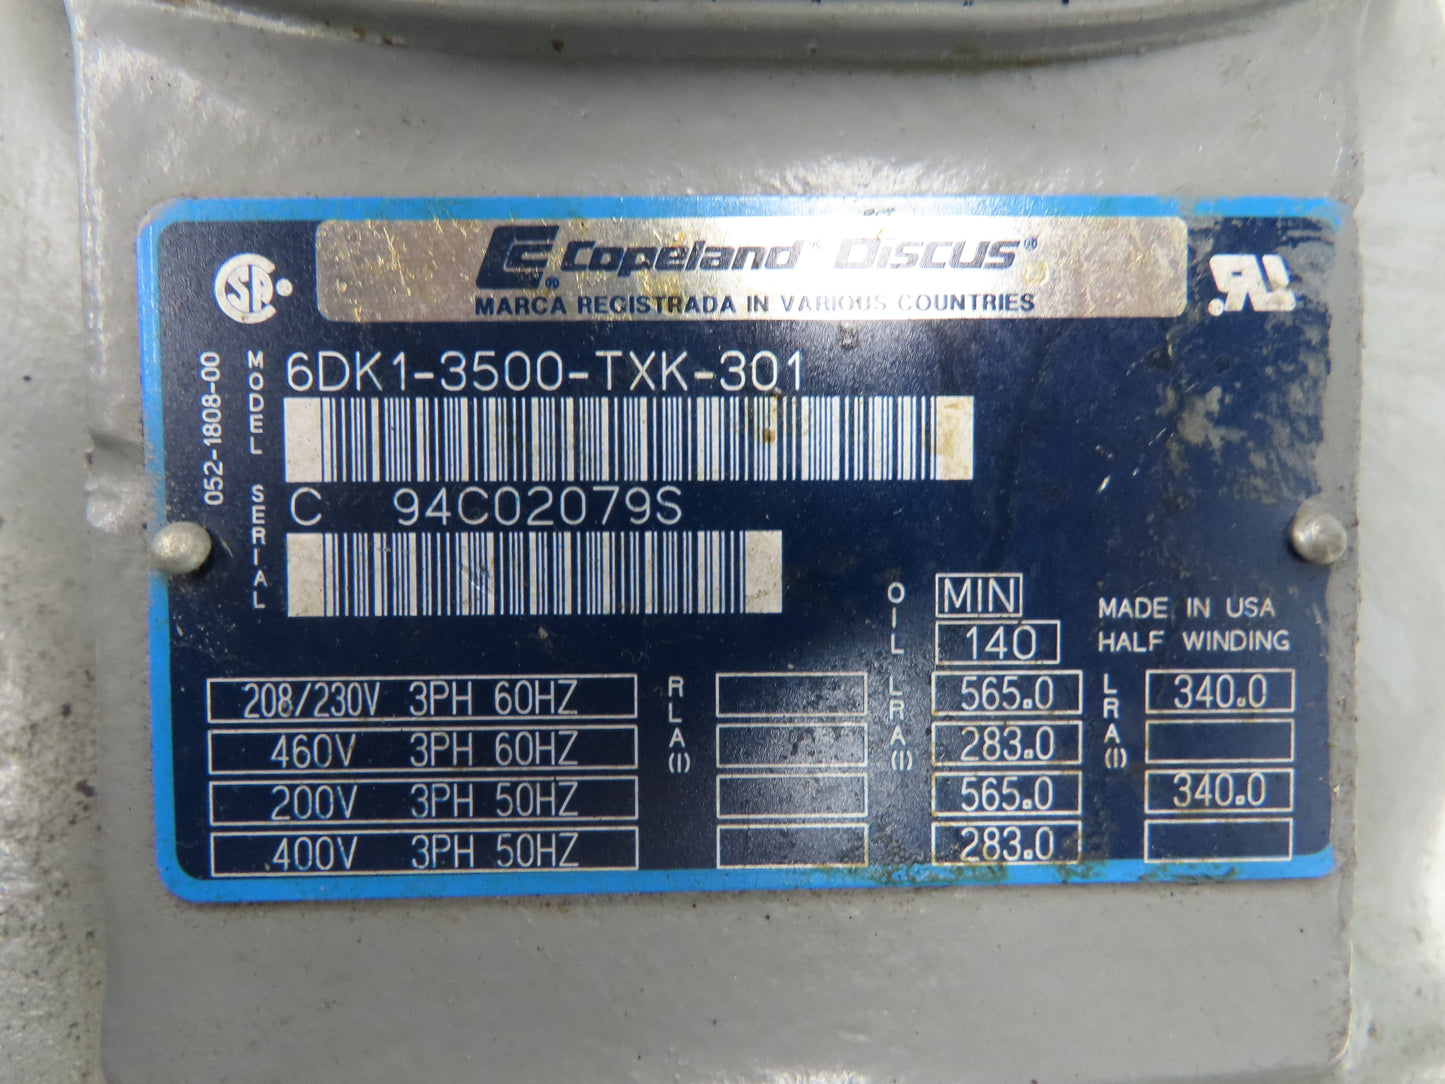 CSA®
Copeland® Discus®
MARCA REGISTRADA IN VARIOUS COUNTRIES
RU
052-1808-00
MODEL
6DK1-3500-TXK-301
SERIAL
C 94C02079S
OIL
MIN
140
MADE IN USA
HALF WINDING
208/230V 3PH 60HZ
460V 3PH 60HZ
200V 3PH 50HZ
400V 3PH 50HZ
RLA(I)
LRA(I)
565.0
283.0
565.0
283.0
LRA(I)
340.0
340.0